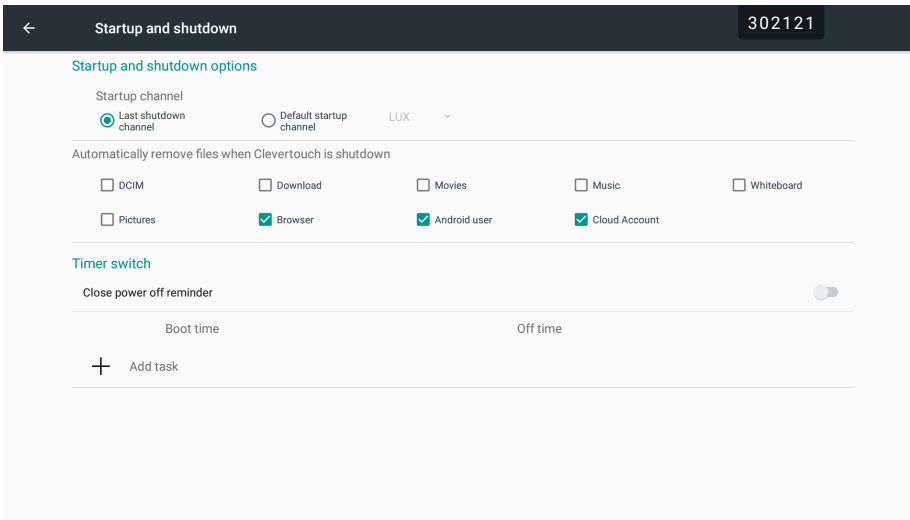 Startup and shutdown
302121
Startup and shutdown options
Startup channel
Last shutdown
channel
Default startup
channel
LUX
Automatically remove files when Clevertouch is shutdown
DCIM
Download
Movies
Music
Whiteboard
Pictures
Browser
Android user
Cloud Account
Timer switch
Close power off reminder
Boot time
Off time
Add task